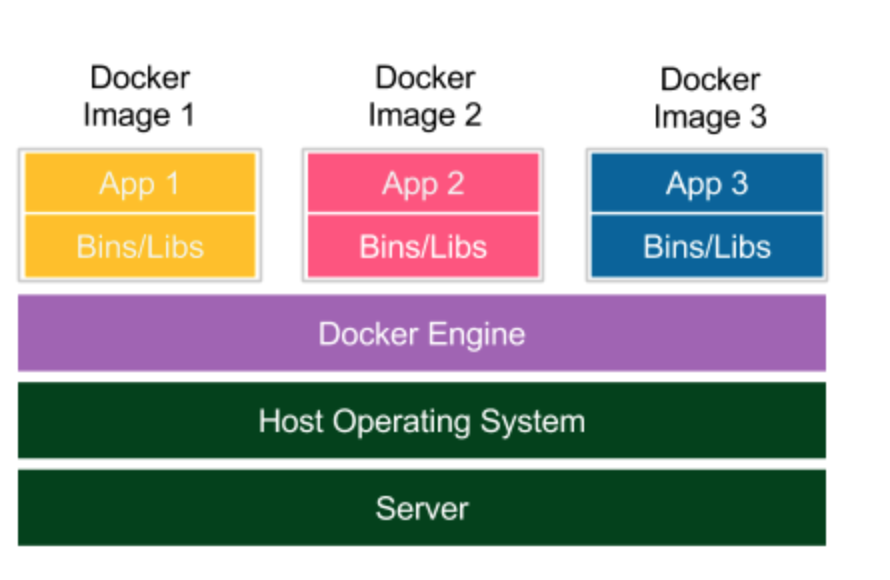 Docker
Image 1
Docker
Image 2
Docker
Image 3
App 1
App 2
App 3
Bins/Libs
Bins/Libs
Bins/Libs
Docker Engine
Host Operating System
Server